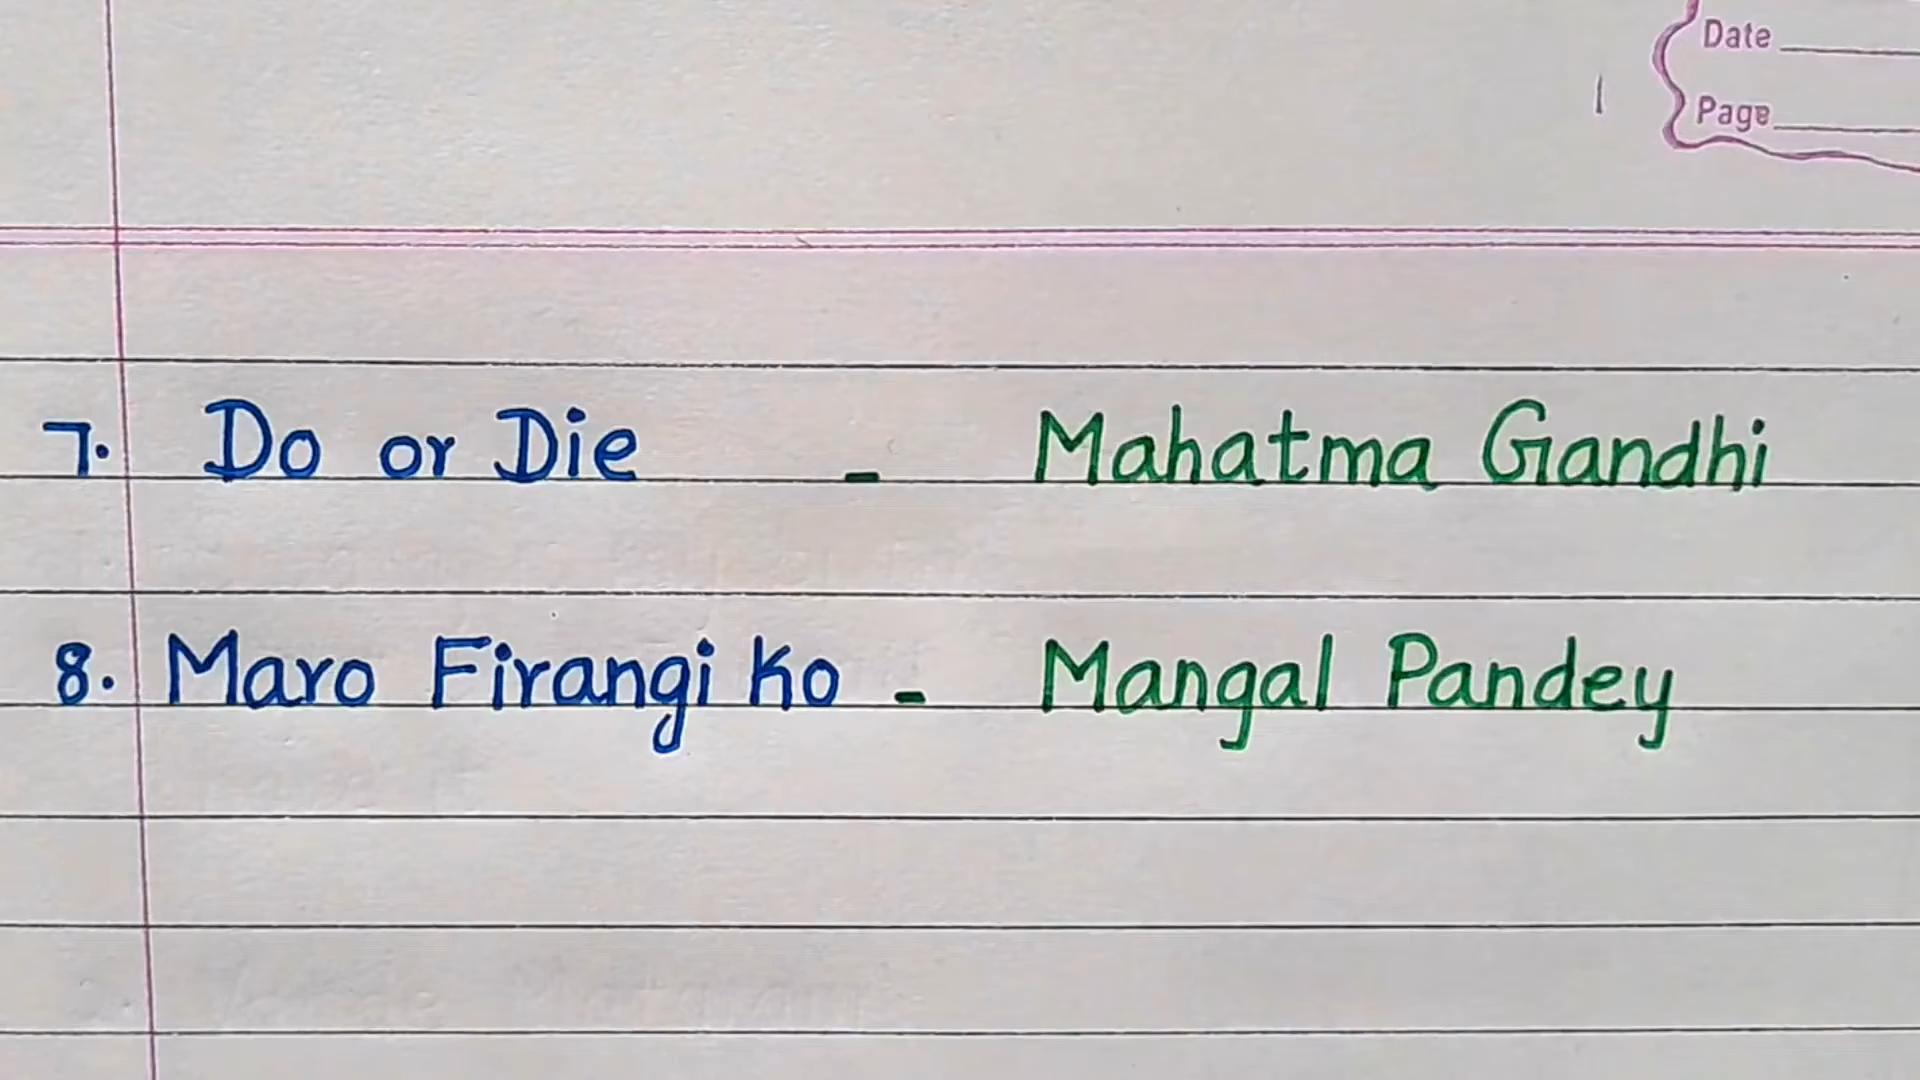 Date
Page
7. Do or Die - Mahatma Gandhi
8. Maro Firangi ko - Mangal Pandey